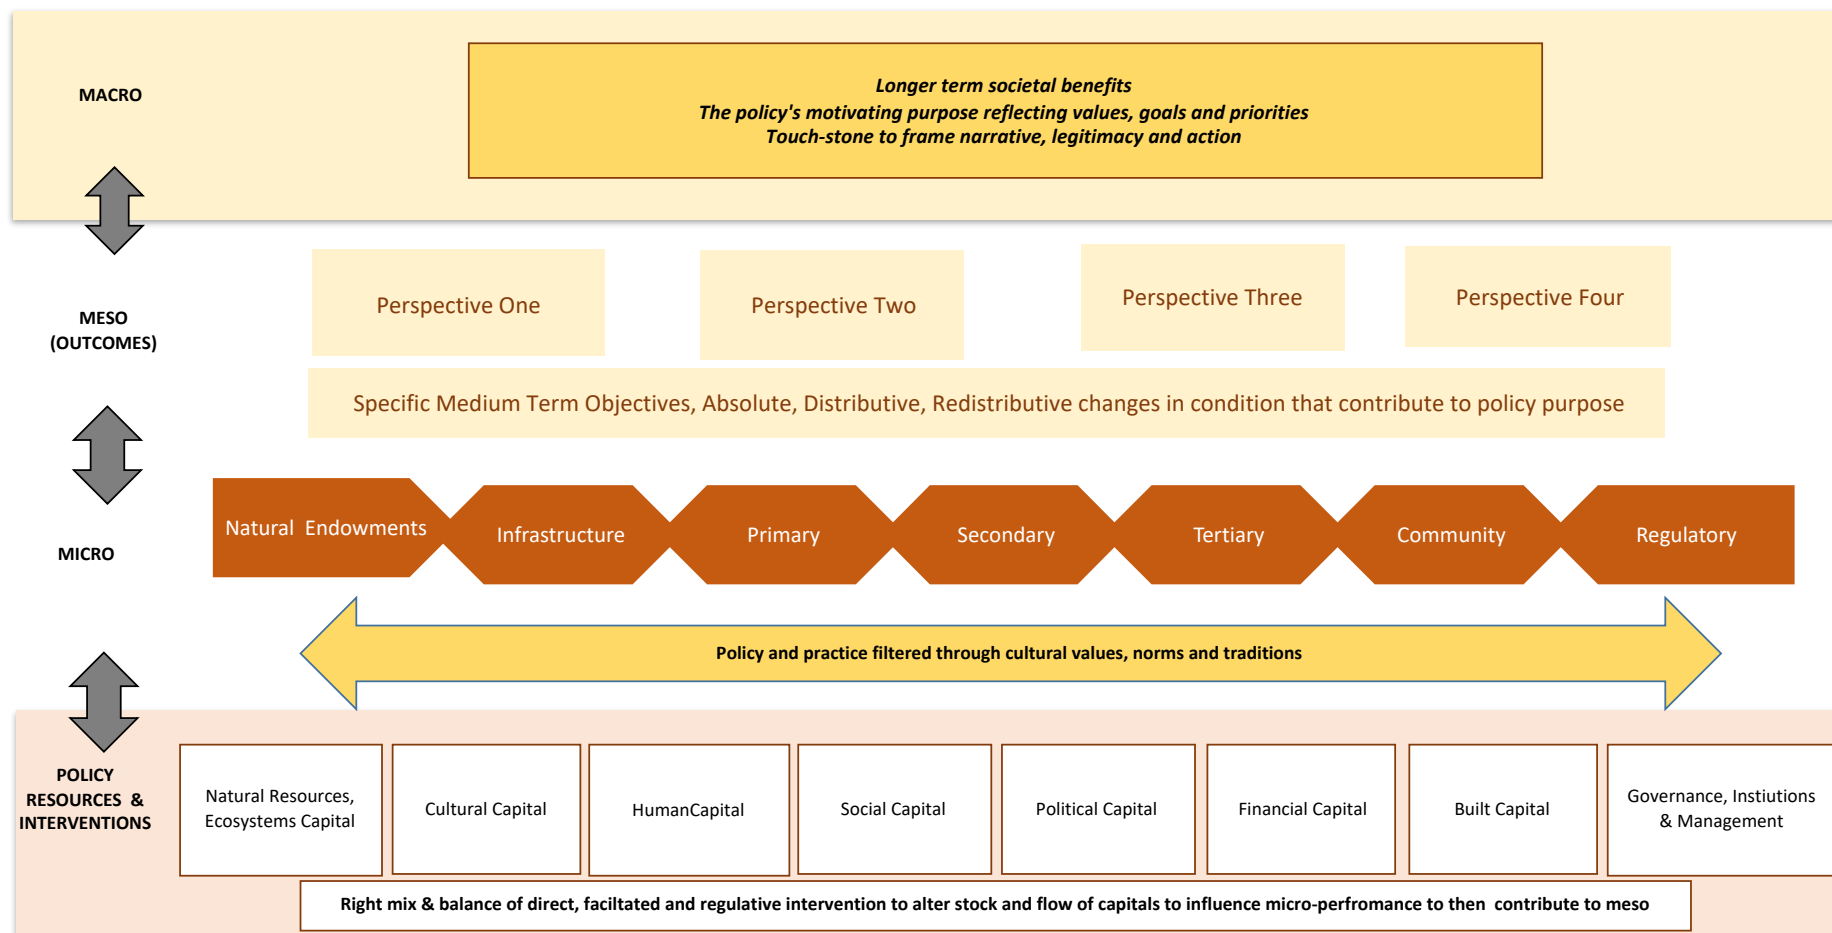 MACRO
Longer term societal benefits
The policy's motivating purpose reflecting values, goals and priorities
Touch-stone to frame narrative, legitimacy and action
MESO
(OUTCOMES)
Perspective One
Perspective Two
Perspective Three
Perspective Four
Specific Medium Term Objectives, Absolute, Distributive, Redistributive changes in condition that contribute to policy purpose
MICRO
Natural Endowments
Infrastructure
Primary
Secondary
Tertiary
Community
Regulatory
Policy and practice filtered through cultural values, norms and traditions
POLICY
RESOURCES &
INTERVENTIONS
Natural Resources,
Ecosystems Capital
Cultural Capital
HumanCapital
Social Capital
Political Capital
Financial Capital
Built Capital
Governance, Instiutions
& Management
Right mix & balance of direct, faciltated and regulative intervention to alter stock and flow of capitals to influence micro-perfromance to then contribute to meso